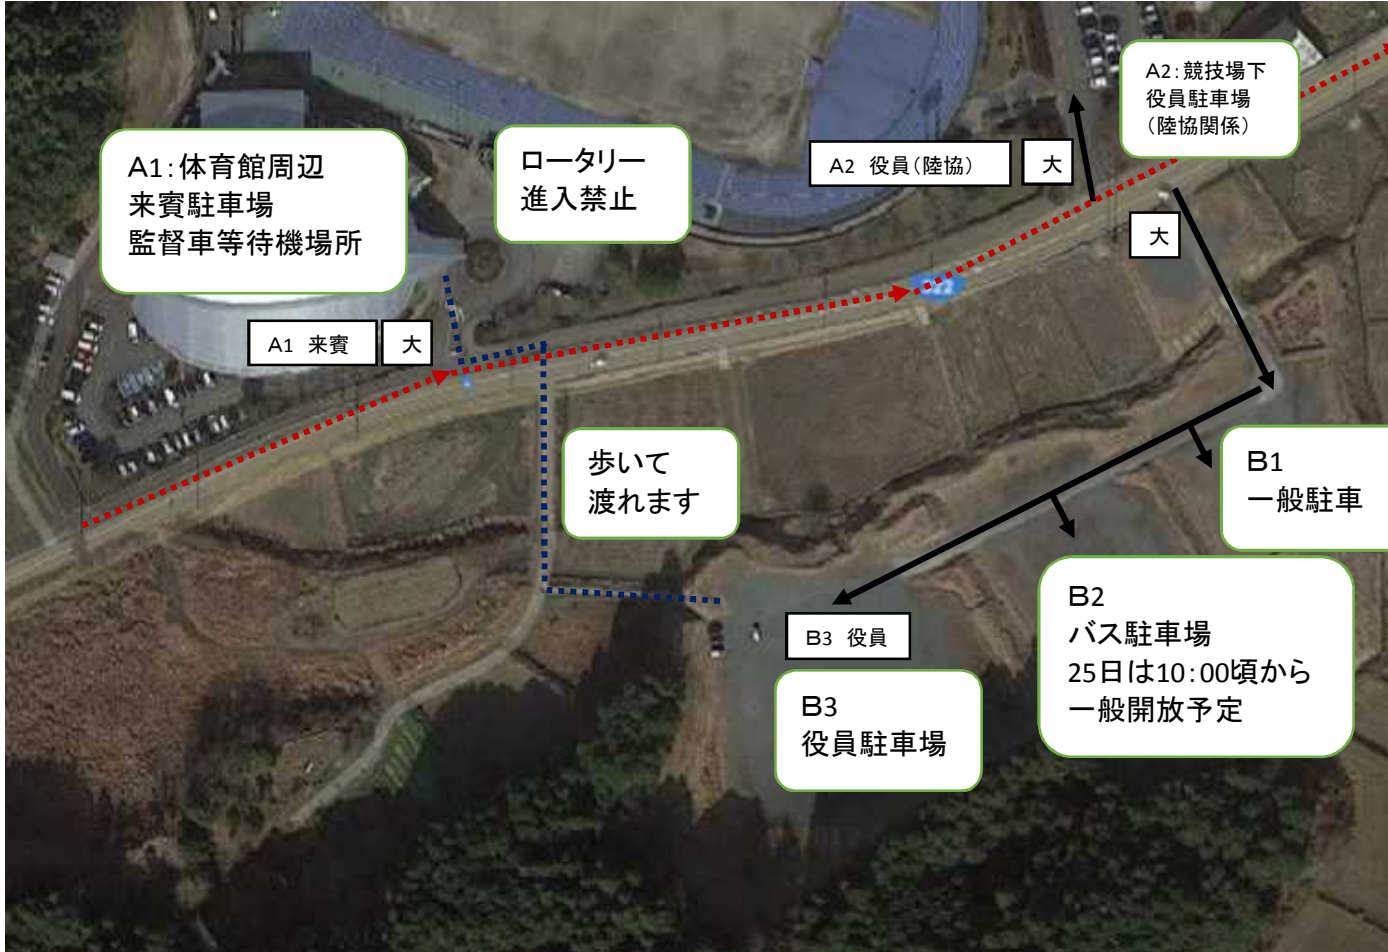 A2：競技場下
役員駐車場
（陸協関係）
A1：体育館周辺
来賓駐車場
監督車等待機場所
ロータリー
進入禁止
A2 役員（陸協）
大
大
A1 来賓
大
歩いて
渡れます
B1
一般駐車
B2
バス駐車場
25日は10：00頃から
一般開放予定
B3 役員
B3
役員駐車場